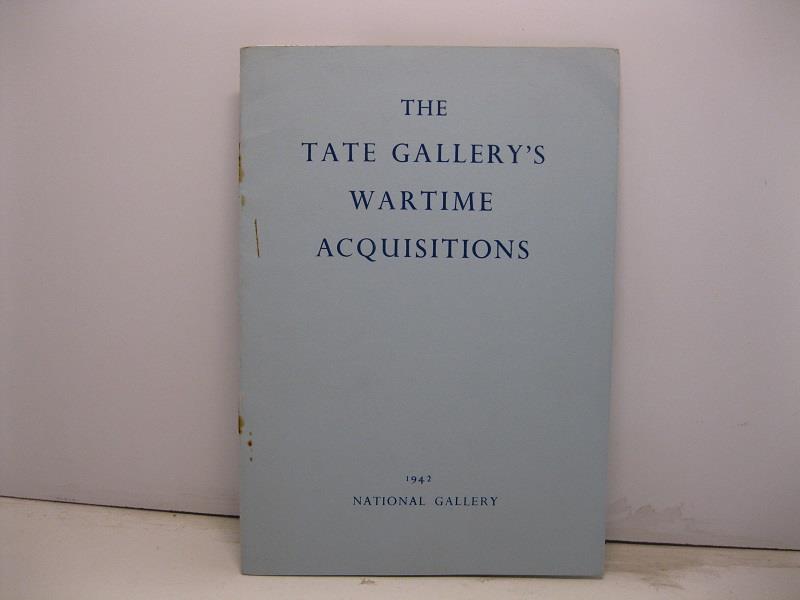 THE
TATE GALLERY'S
WARTIME
ACQUISITIONS
1942
NATIONAL GALLERY